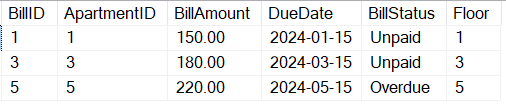 BillID ApartmentID BillAmount DueDate BillStatus Floor
1 1 150.00 2024-01-15 Unpaid 1
3 3 180.00 2024-03-15 Unpaid 3
5 5 220.00 2024-05-15 Overdue 5